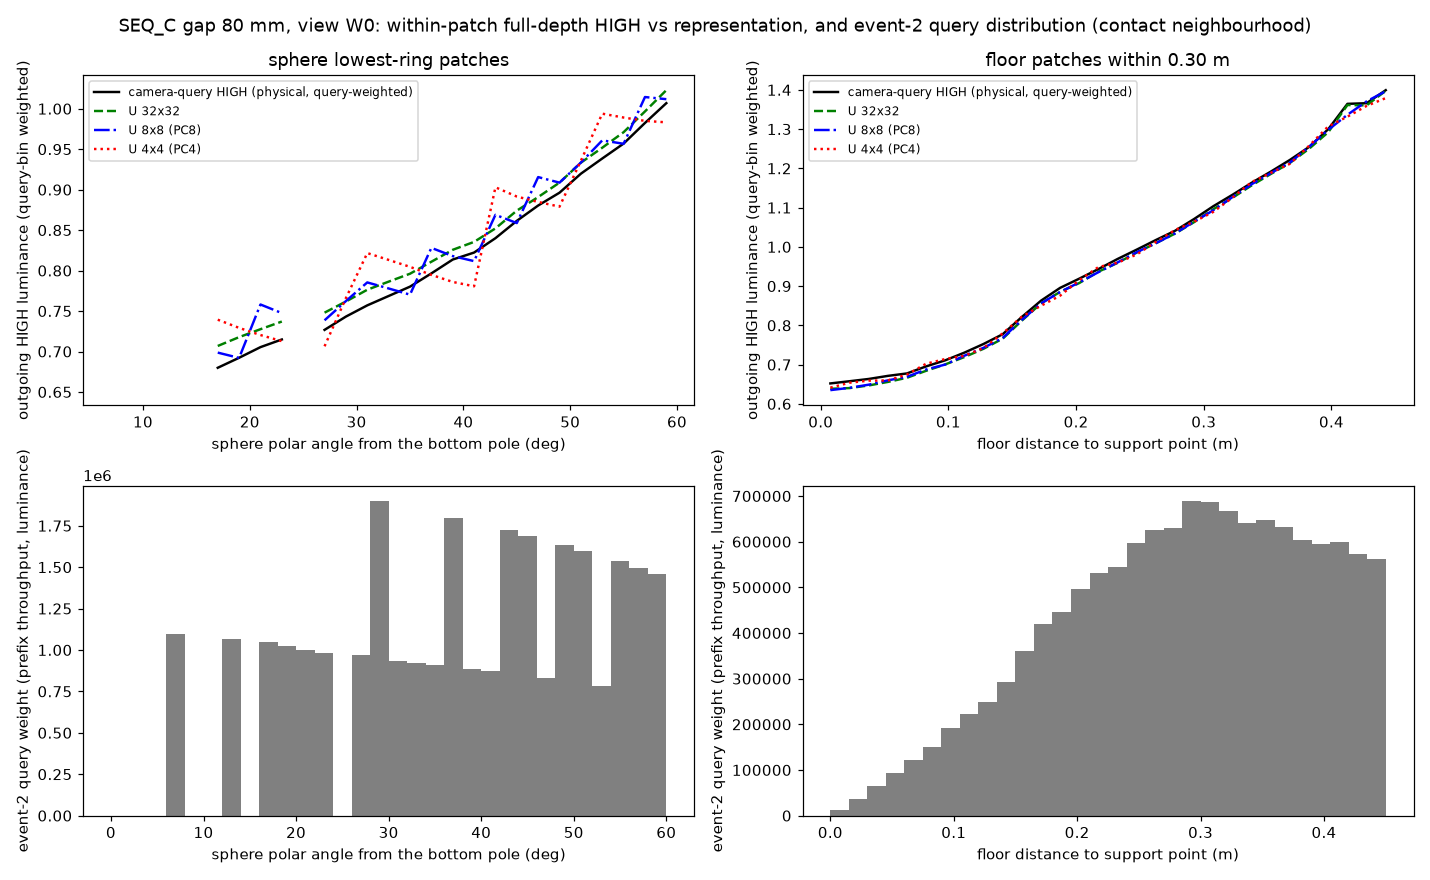 SEQ_C gap 80 mm, view W0: within-patch full-depth HIGH vs representation, and event-2 query distribution (contact neighbourhood)
sphere lowest-ring patches
outgoing HIGH luminance (query-bin weighted)
1.00
0.95
0.90
0.85
0.80
0.75
0.70
0.65
camera-query HIGH (physical, query-weighted)
U 32x32
U 8x8 (PC8)
U 4x4 (PC4)
10 20 30 40 50 60
sphere polar angle from the bottom pole (deg)
floor patches within 0.30 m
outgoing HIGH luminance (query-bin weighted)
1.4
1.3
1.2
1.1
1.0
0.9
0.8
0.7
0.6
camera-query HIGH (physical, query-weighted)
U 32x32
U 8x8 (PC8)
U 4x4 (PC4)
0.0 0.1 0.2 0.3 0.4
floor distance to support point (m)
1e6
event-2 query weight (prefix throughput, luminance)
1.75
1.50
1.25
1.00
0.75
0.50
0.25
0.00
0 10 20 30 40 50 60
sphere polar angle from the bottom pole (deg)
event-2 query weight (prefix throughput, luminance)
700000
600000
500000
400000
300000
200000
100000
0
0.0 0.1 0.2 0.3 0.4
floor distance to support point (m)